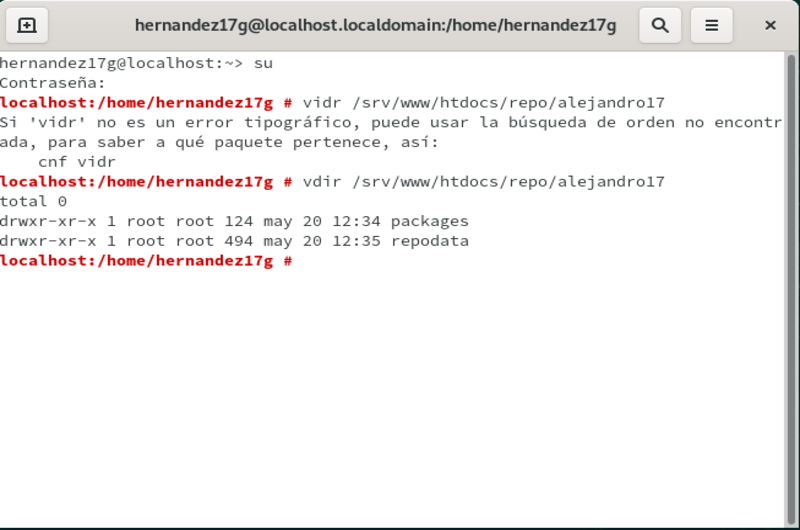 hernandez17g@localhost.localdomain:/home/hernandez17g
hernandez17g@localhost:~> su
Contraseña:
localhost:/home/hernandez17g # vidr /srv/www/htdocs/repo/alejandro17
Si 'vidr' no es un error tipográfico, puede usar la búsqueda de orden no encontr
ada, para saber a qué paquete pertenece, así:
    cnf vidr
localhost:/home/hernandez17g # vdir /srv/www/htdocs/repo/alejandro17
total 0
drwxr-xr-x 1 root root 124 may 20 12:34 packages
drwxr-xr-x 1 root root 494 may 20 12:35 repodata
localhost:/home/hernandez17g #